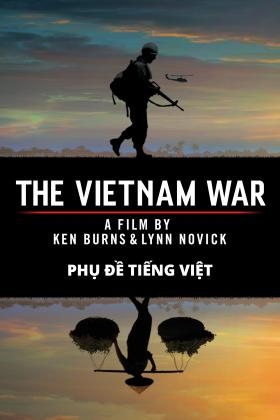 THE VIETNAM WAR
A FILM BY
KEN BURNS & LYNN NOVICK
PHỤ ĐỀ TIẾNG VIỆT